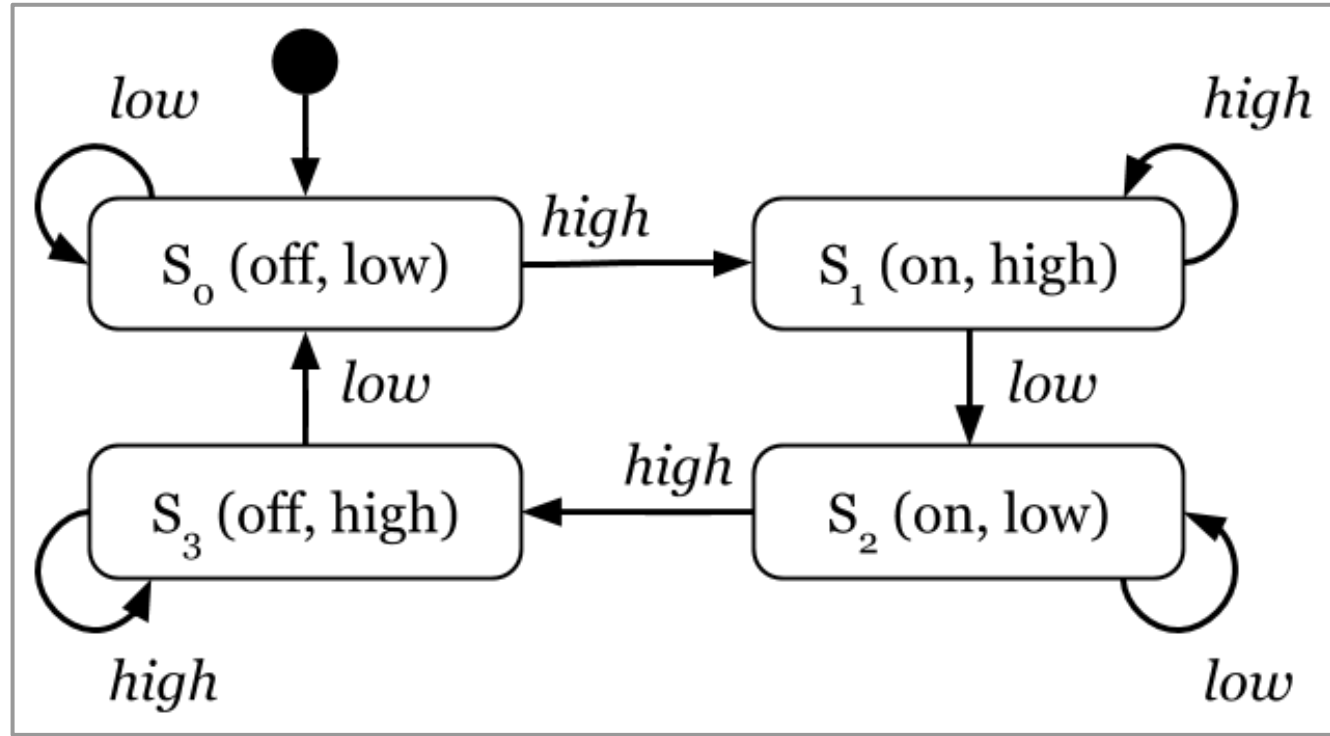 low
high
high
S₀ (off, low)
S₁ (on, high)
low
low
high
S₃ (off, high)
S₂ (on, low)
high
low